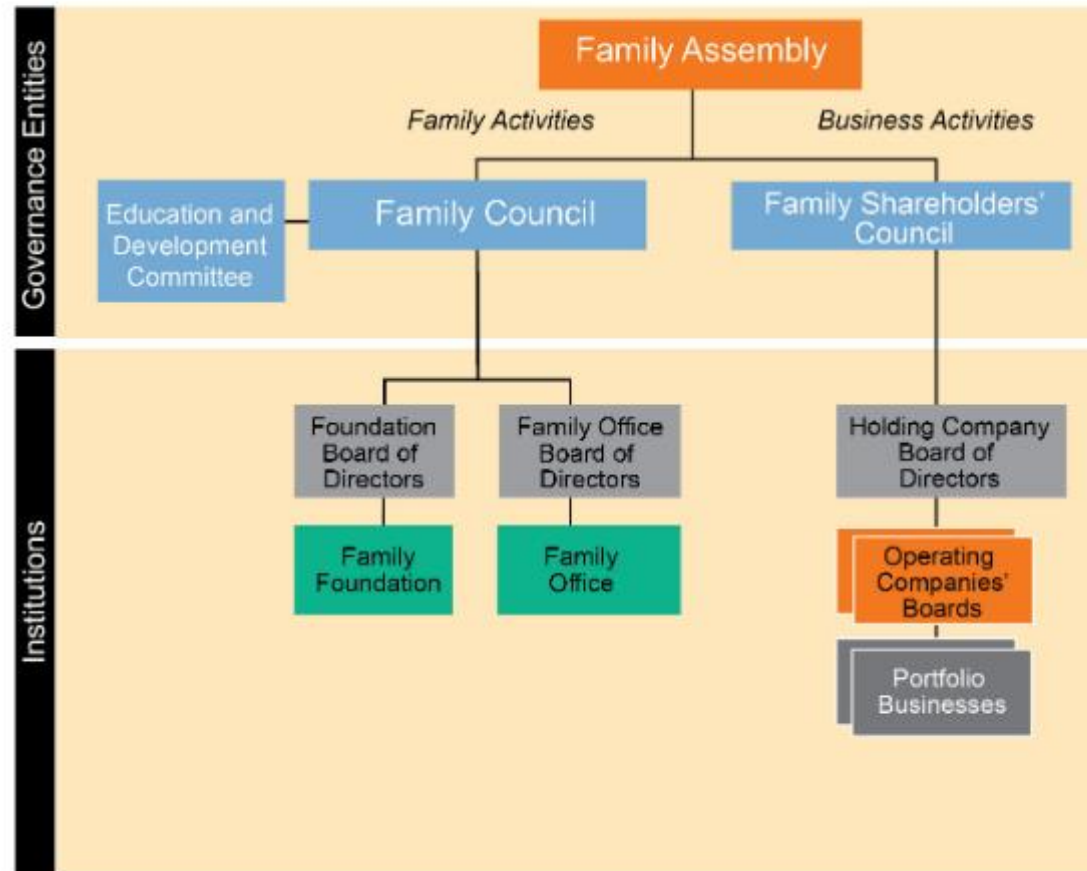 Governance Entities
Family Assembly
Family Activities
Business Activities
Education and
Development
Committee
Family Council
Family Shareholders'
Council
Institutions
Foundation
Board of
Directors
Family Office
Board of
Directors
Holding Company
Board of
Directors
Family
Foundation
Family
Office
Operating
Companies'
Boards
Portfolio
Businesses